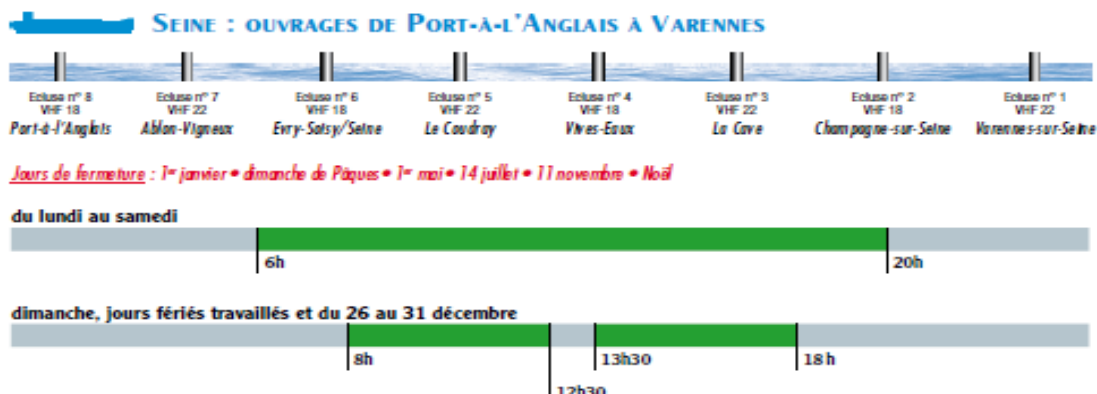 SEINE : OUVRAGES DE PORT-À-L'ANGLAIS À VARENNES
Ecluse n° 8 Ecluse n° 7 Ecluse n° 6 Ecluse n° 5 Ecluse n° 4 Ecluse n° 3 Ecluse n° 2 Ecluse n° 1
VHF 18 VHF 22 VHF 18 VHF 22 VHF 18 VHF 22 VHF 18 VHF 22
Port-à-l'Anglais Ablon-Vigneux Evry-Soisy/Seine Le Coudray Vives-Eaux La Cave Champagne-sur-Seine Varennes-sur-Seine
Jours de fermeture : 1er janvier • dimanche de Pâques • 1er mai • 14 juillet • 11 novembre • Noël
du lundi au samedi
6h 20h
dimanche, jours fériés travaillés et du 26 au 31 décembre
8h 13h30 18h
12h30